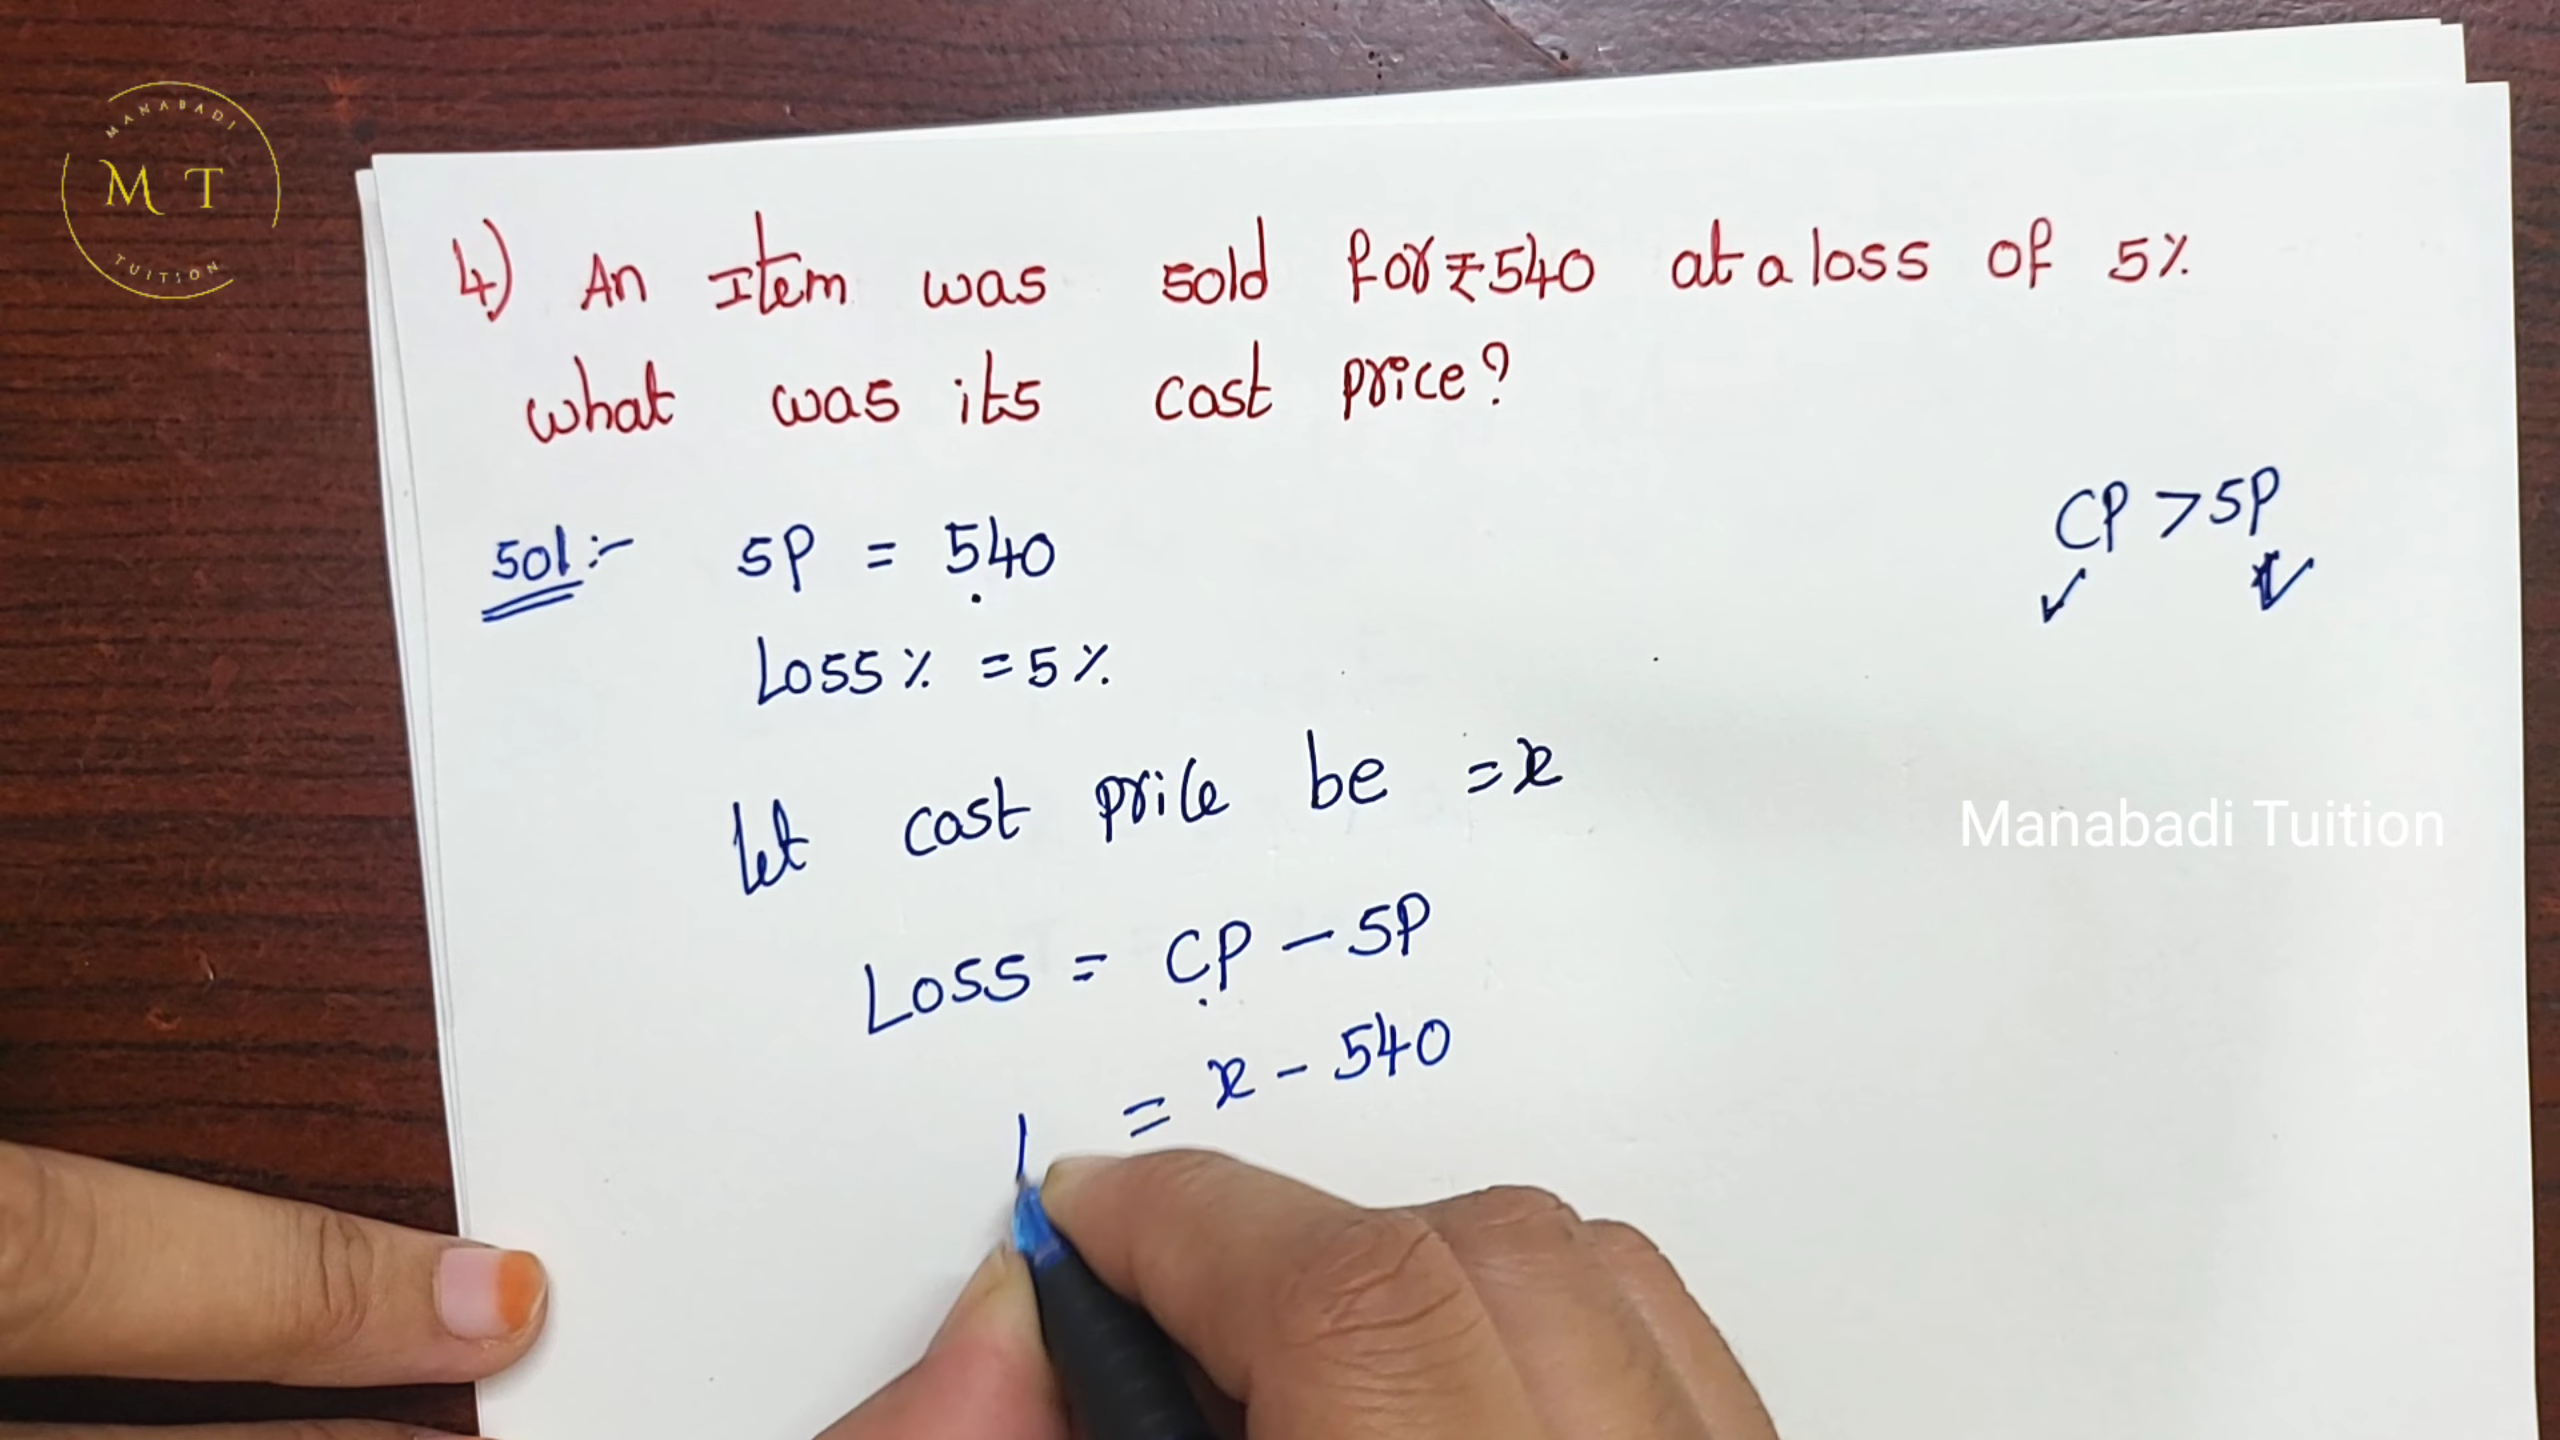 MANABADI
MT
TUITION
4) An Item was sold for ₹540 at a loss of 5%
what was its cost price?
Sol:- SP = 540
CP > SP
Loss% = 5%
let cost price be = x
Manabadi Tuition
Loss = CP - SP
= x - 540